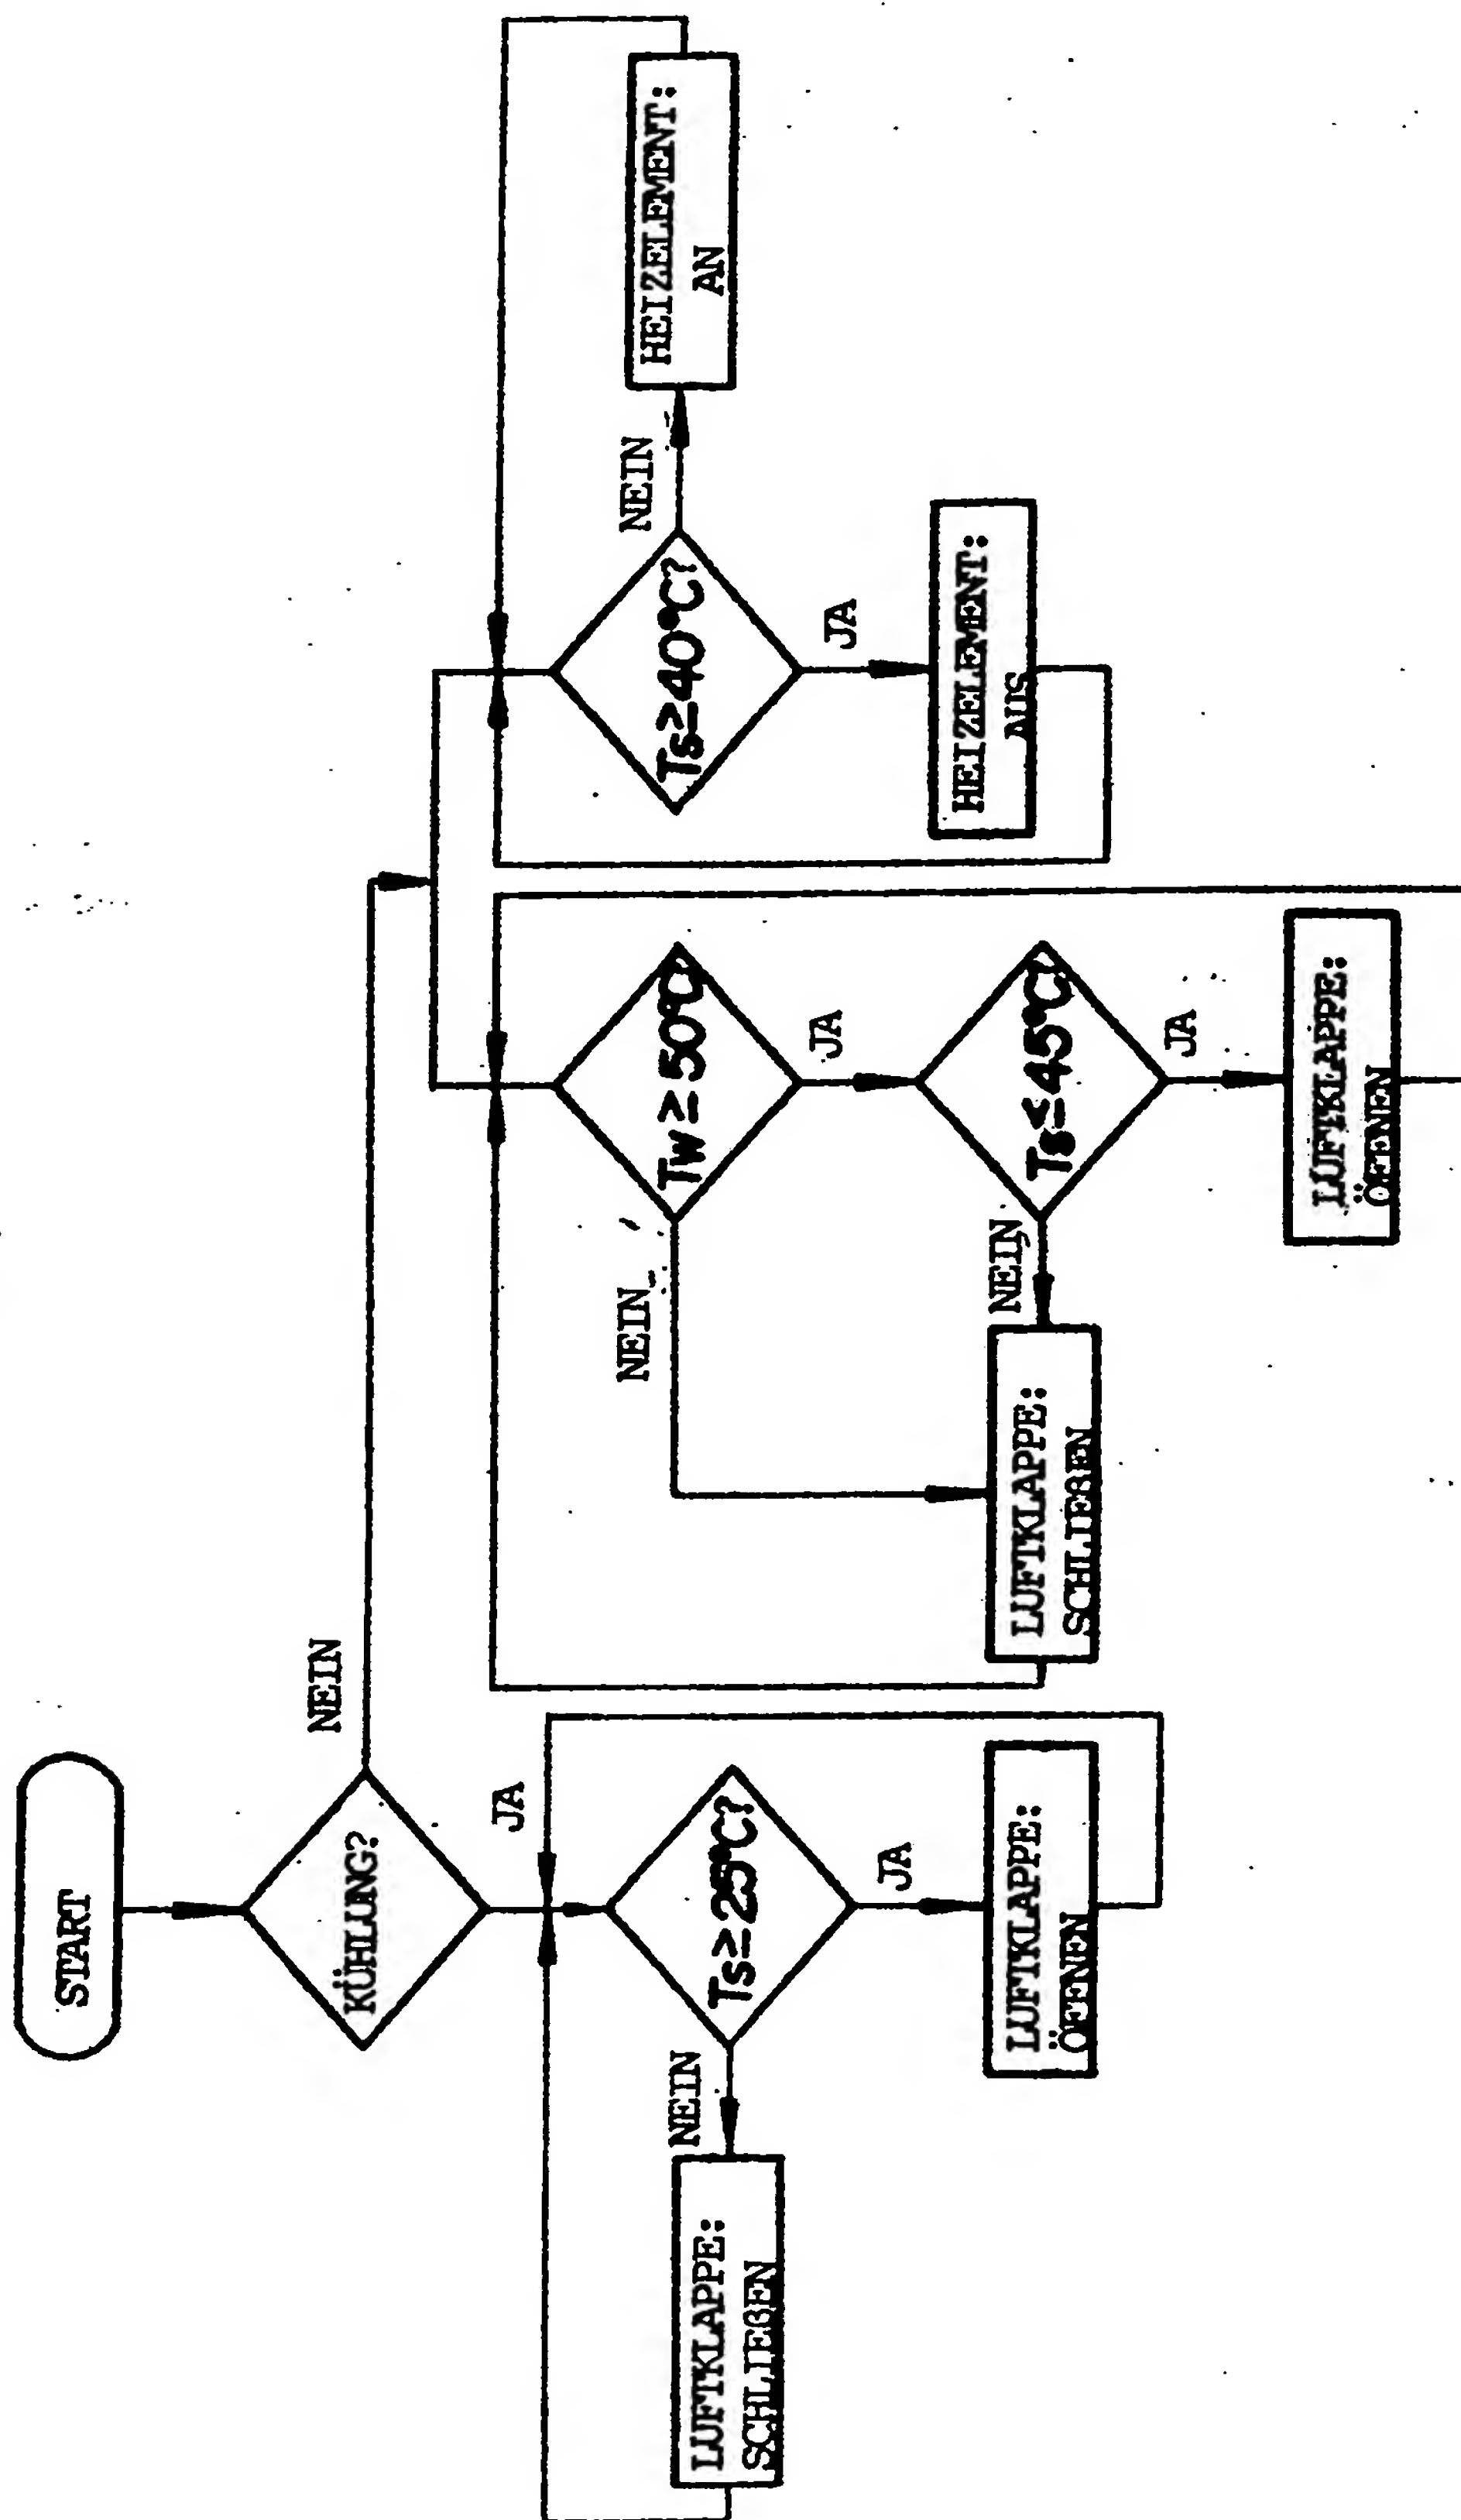 START
KÜHLUNG?
NEIN
JA
Ts≥25°C?
NEIN
JA
LUFTKLAPPE:
SCHLIEßEN
LUFTKLAPPE:
ÖFFNEN
Tw≥50°C?
NEIN
JA
Ts≤45°C?
NEIN
JA
LUFTKLAPPE:
SCHLIEßEN
LUFTKLAPPE:
ÖFFNEN
Ts≥40°C?
NEIN
JA
HEIZELEMENT:
AN
HEIZELEMENT:
AUS